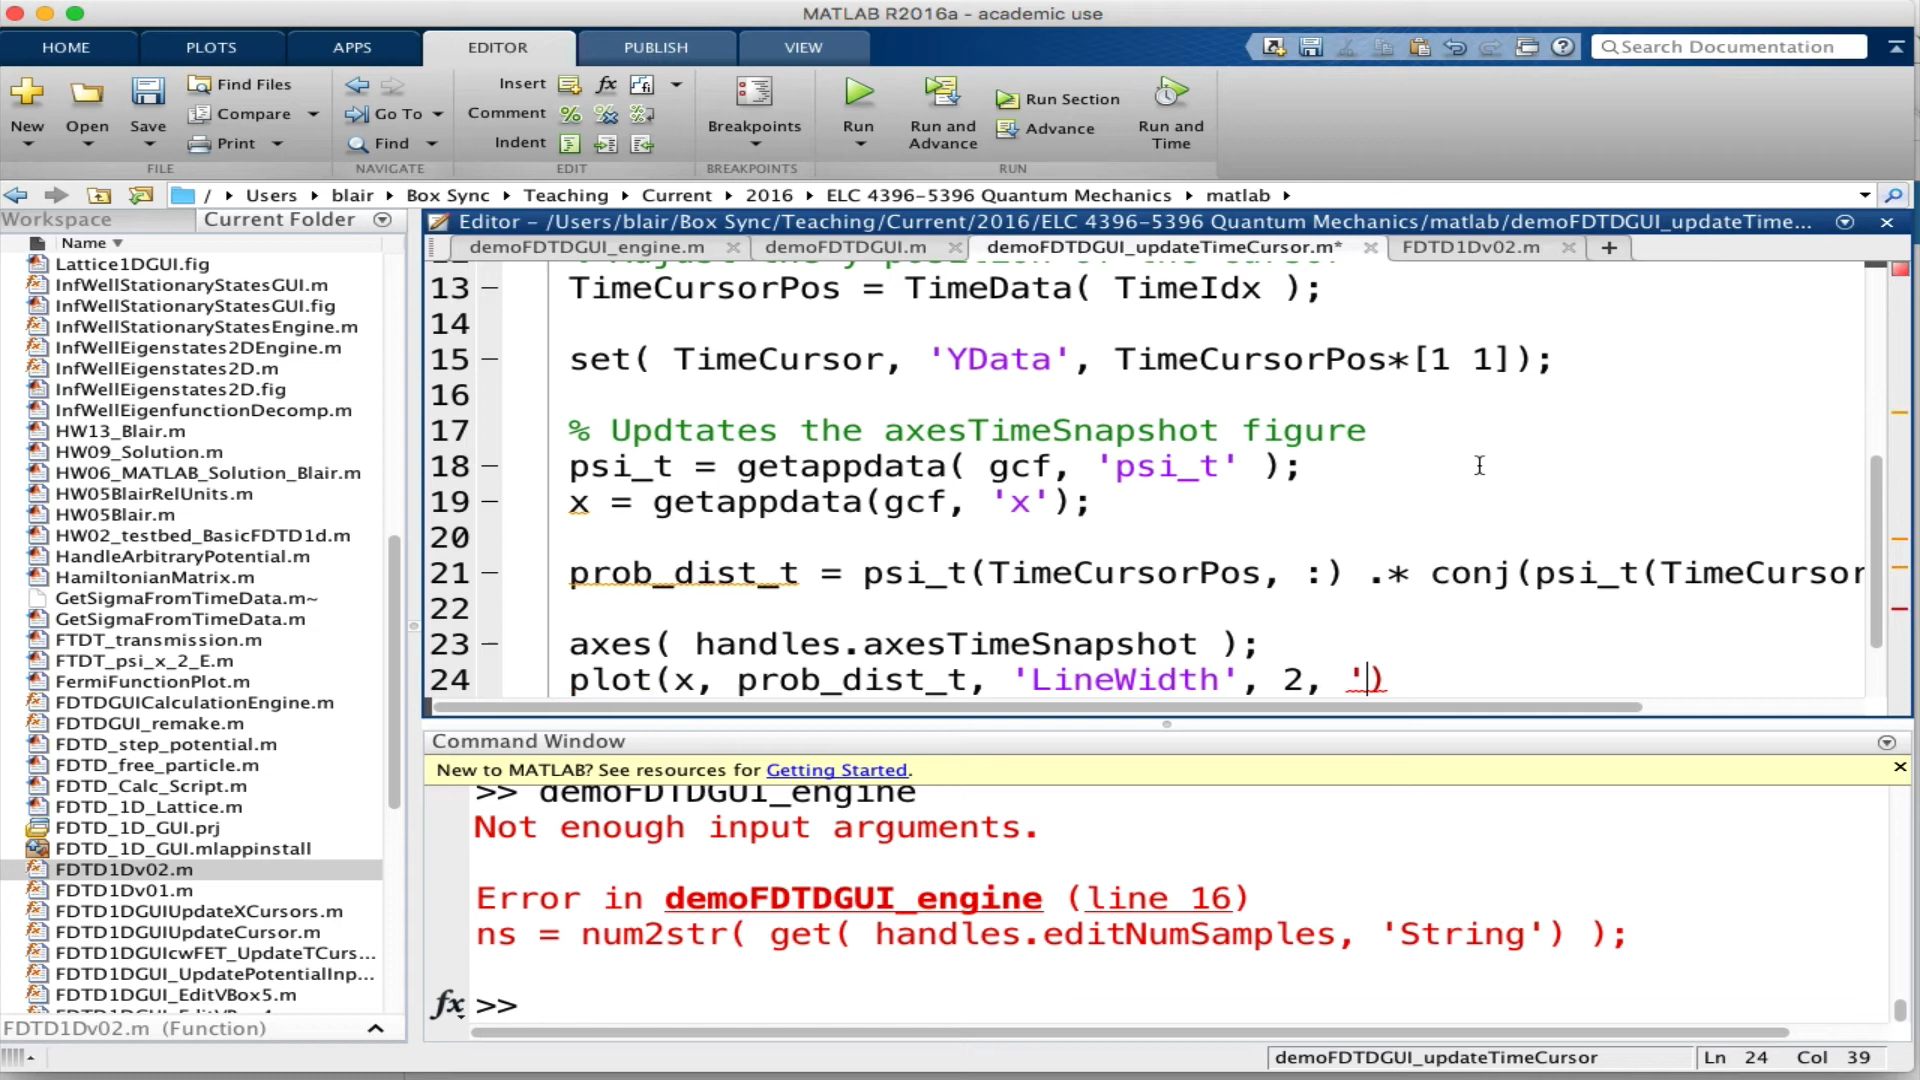 MATLAB R2016a - academic use
HOME PLOTS APPS EDITOR PUBLISH VIEW Search Documentation
New Open Save Find Files Compare Print
FILE
Go To Find
NAVIGATE
Insert fx
Comment
Indent
EDIT
Breakpoints
BREAKPOINTS
Run Run and Advance Run Section Advance Run and Time
RUN
/ Users blair Box Sync Teaching Current 2016 ELC 4396-5396 Quantum Mechanics matlab
Workspace Current Folder
Name
Lattice1DGUI.fig
InfWellStationaryStatesGUI.m
InfWellStationaryStatesGUI.fig
InfWellStationaryStatesEngine.m
InfWellEigenstates2DEngine.m
InfWellEigenstates2D.m
InfWellEigenstates2D.fig
InfWellEigenfunctionDecomp.m
HW13_Blair.m
HW09_Solution.m
HW06_MATLAB_Solution_Blair.m
HW05BlairRelUnits.m
HW05Blair.m
HW02_testbed_BasicFDTD1d.m
HandleArbitraryPotential.m
HamiltonianMatrix.m
GetSigmaFromTimeData.m~
GetSigmaFromTimeData.m
FTDT_transmission.m
FTDT_psi_x_2_E.m
FermiFunctionPlot.m
FDTDGUICalculationEngine.m
FDTDGUI_remake.m
FDTD_step_potential.m
FDTD_free_particle.m
FDTD_Calc_Script.m
FDTD_1D_Lattice.m
FDTD_1D_GUI.prj
FDTD_1D_GUI.mlappinstall
FDTD1Dv02.m
FDTD1Dv01.m
FDTD1DGUIUpdateXCursors.m
FDTD1DGUIUpdateCursor.m
FDTD1DGUIcwFET_UpdateTCurs...
FDTD1DGUI_UpdatePotentialInp...
FDTD1DGUI_EditVBox5.m
FDTD1Dv02.m (Function)
Editor - /Users/blair/Box Sync/Teaching/Current/2016/ELC 4396-5396 Quantum Mechanics/matlab/demoFDTDGUI_updateTime...
demoFDTDGUI_engine.m demoFDTDGUI.m demoFDTDGUI_updateTimeCursor.m* FDTD1Dv02.m +
13 - TimeCursorPos = TimeData( TimeIdx );
14
15 - set( TimeCursor, 'YData', TimeCursorPos*[1 1]);
16
17 % Updtates the axesTimeSnapshot figure
18 - psi_t = getappdata( gcf, 'psi_t' );
19 - x = getappdata(gcf, 'x');
20
21 - prob_dist_t = psi_t(TimeCursorPos, :) .* conj(psi_t(TimeCursor
22
23 - axes( handles.axesTimeSnapshot );
24 plot(x, prob_dist_t, 'LineWidth', 2, ')
Command Window
New to MATLAB? See resources for Getting Started.
>> demoFDTDGUI_engine
Not enough input arguments.
Error in demoFDTDGUI_engine (line 16)
ns = num2str( get( handles.editNumSamples, 'String') );
fx >>
demoFDTDGUI_updateTimeCursor Ln 24 Col 39